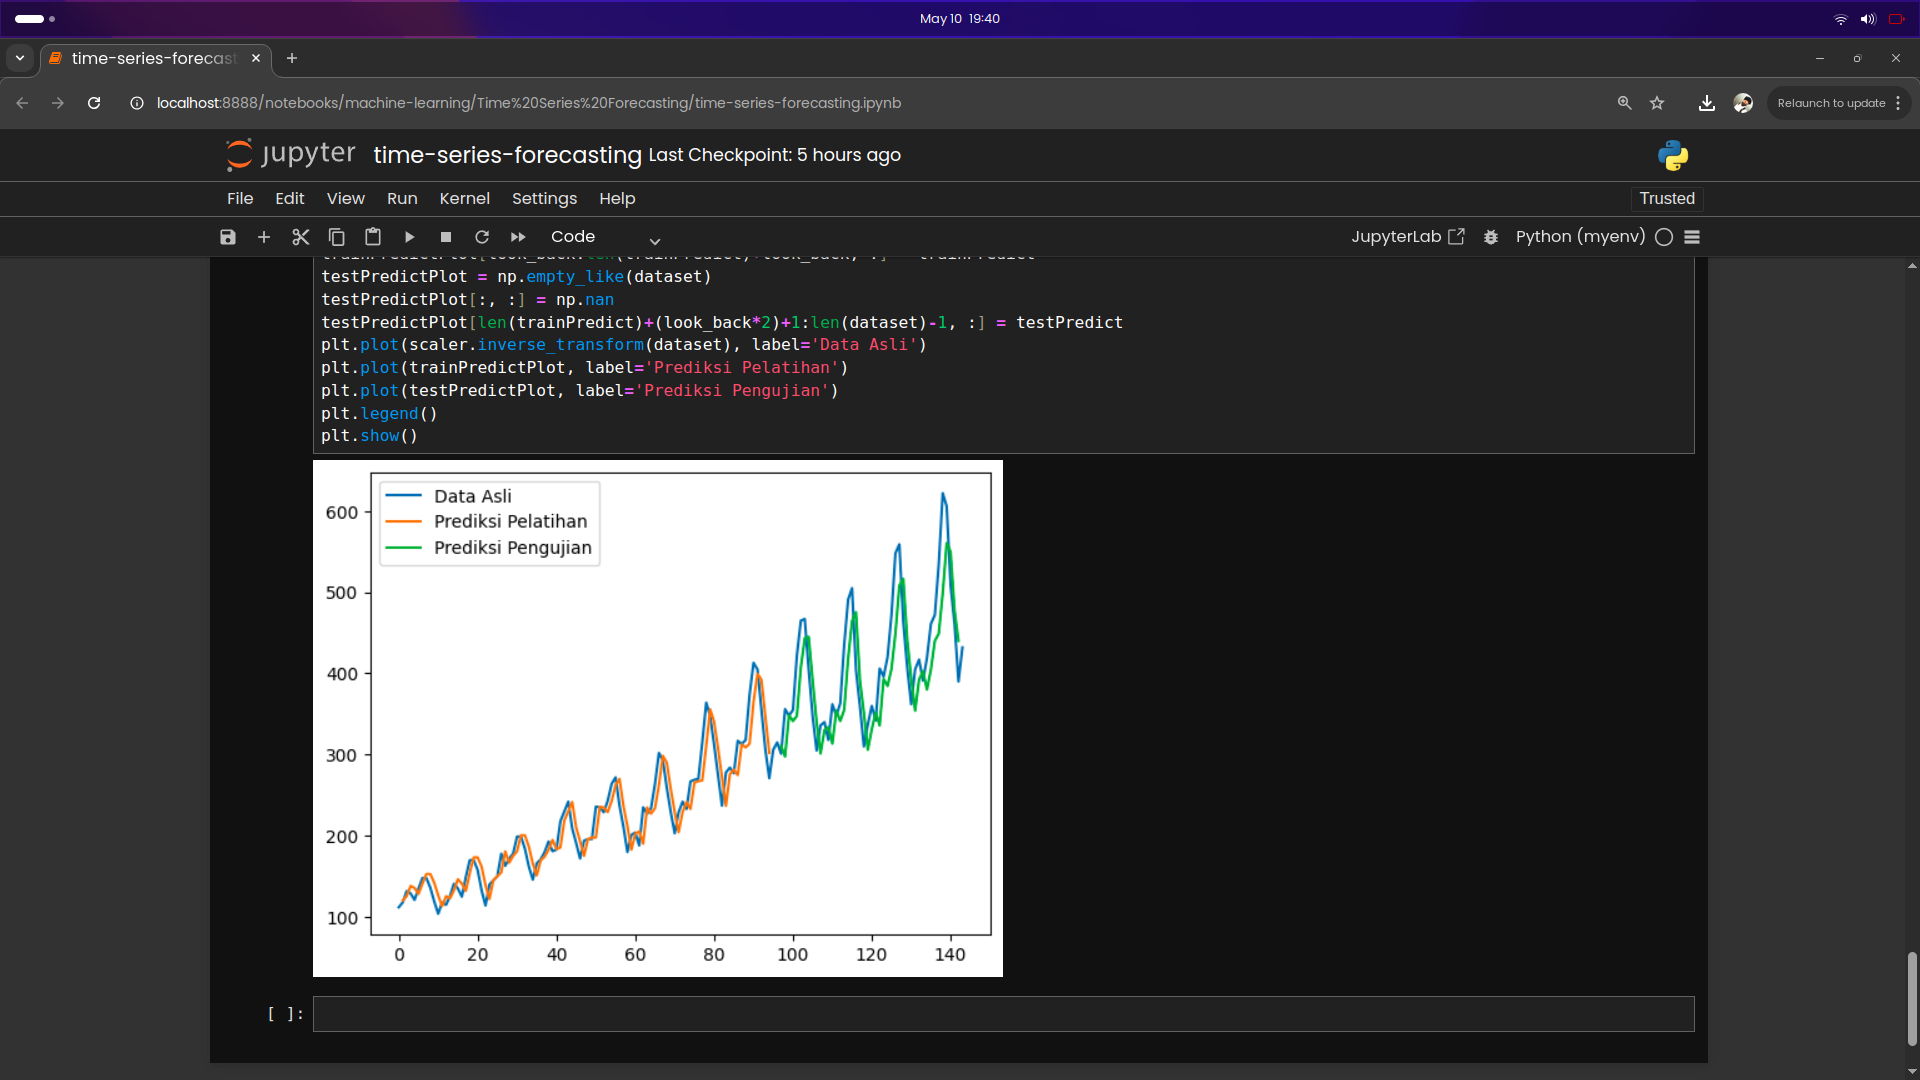 May 10 19:40
time-series-forecast
localhost:8888/notebooks/machine-learning/Time%20Series%20Forecasting/time-series-forecasting.ipynb
Relaunch to update
jupyter time-series-forecasting Last Checkpoint: 5 hours ago
File Edit View Run Kernel Settings Help
Trusted
Code
JupyterLab
Python (myenv)
testPredictPlot = np.empty_like(dataset)
testPredictPlot[:, :] = np.nan
testPredictPlot[len(trainPredict)+(look_back*2)+1:len(dataset)-1, :] = testPredict
plt.plot(scaler.inverse_transform(dataset), label='Data Asli')
plt.plot(trainPredictPlot, label='Prediksi Pelatihan')
plt.plot(testPredictPlot, label='Prediksi Pengujian')
plt.legend()
plt.show()
Data Asli
Prediksi Pelatihan
Prediksi Pengujian
600
500
400
300
200
100
0 20 40 60 80 100 120 140
[ ]: